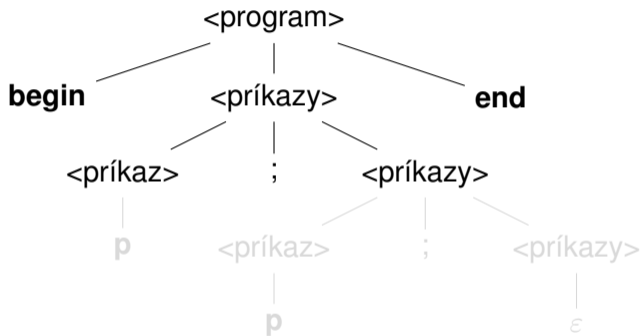 <program>
begin <príkazy> end
<príkaz> ; <príkazy>
p <príkaz> ; <príkazy>
p ε